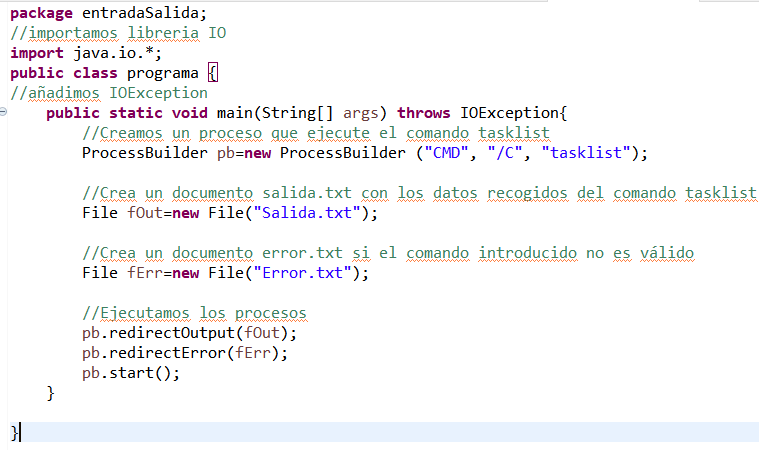 package entradaSalida;
//importamos libreria IO
import java.io.*;
public class programa {
//añadimos IOException
public static void main(String[] args) throws IOException{
//Creamos un proceso que ejecute el comando tasklist
ProcessBuilder pb=new ProcessBuilder ("CMD", "/C", "tasklist");
//Crea un documento salida.txt con los datos recogidos del comando tasklist
File fOut=new File("Salida.txt");
//Crea un documento error.txt si el comando introducido no es válido
File fErr=new File("Error.txt");
//Ejecutamos los procesos
pb.redirectOutput(fOut);
pb.redirectError(fErr);
pb.start();
}
}